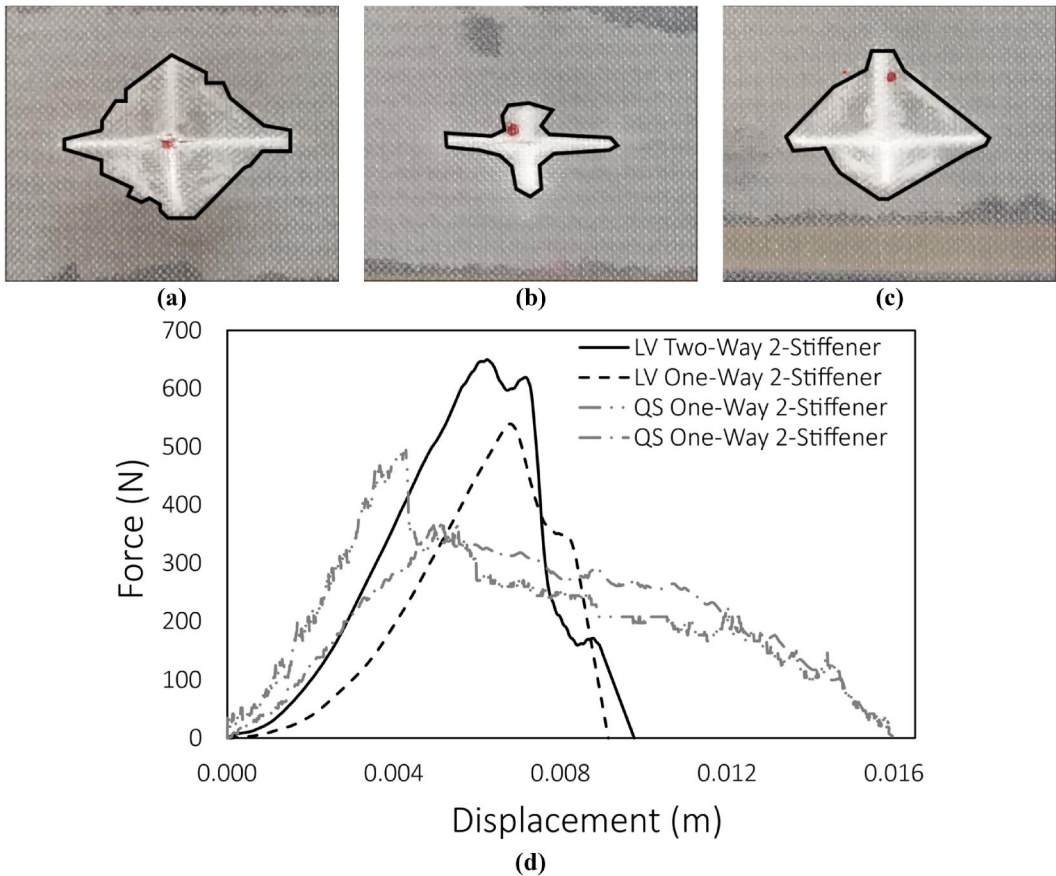 (a)
(b)
(c)
700
600
500
400
300
200
100
0
Force (N)
LV Two-Way 2-Stiffener
LV One-Way 2-Stiffener
QS One-Way 2-Stiffener
QS One-Way 2-Stiffener
0.000
0.004
0.008
0.012
0.016
Displacement (m)
(d)